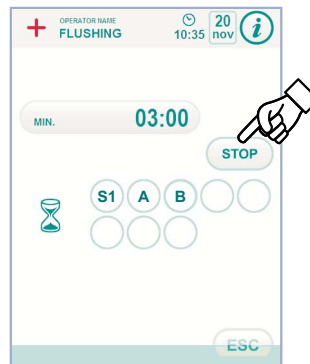 OPERATOR NAME
FLUSHING
10:35
20
nov
i
MIN. 03:00
STOP
S1 A B
ESC